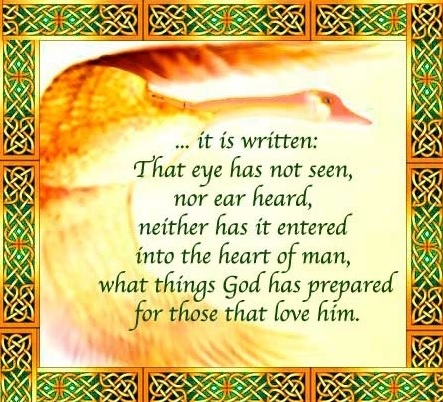 ... it is written:
That eye has not seen,
nor ear heard,
neither has it entered
into the heart of man,
what things God has prepared
for those that love him.